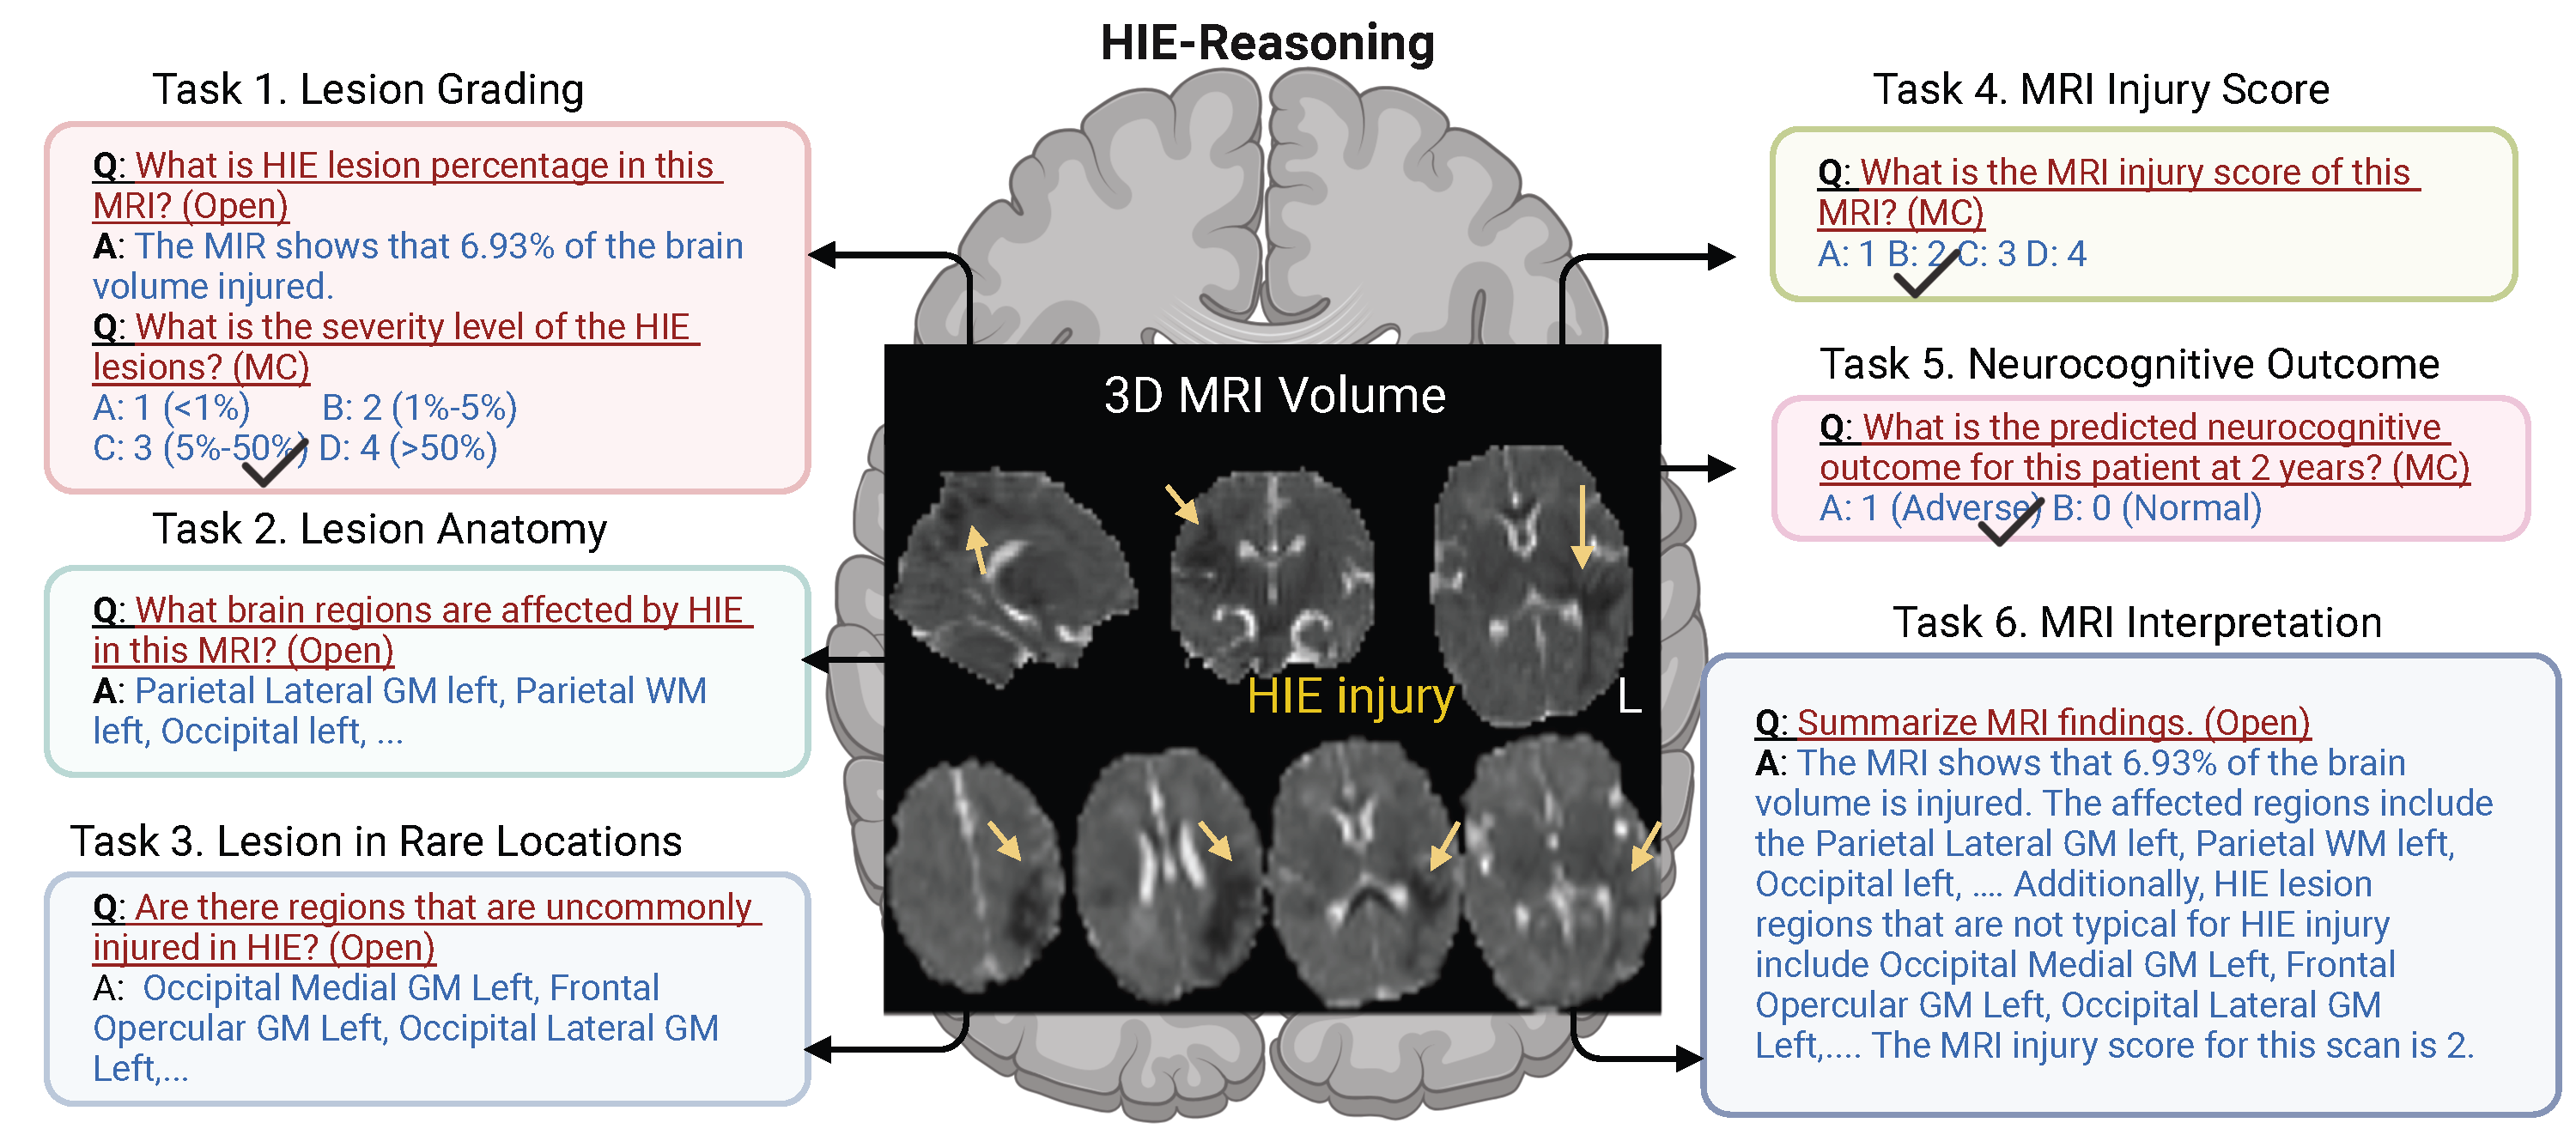 HIE-Reasoning
Task 1. Lesion Grading
Q: What is HIE lesion percentage in this
MRI? (Open)
A: The MIR shows that 6.93% of the brain
volume injured.
Q: What is the severity level of the HIE
lesions? (MC)
A: 1 (<1%) B: 2 (1%-5%)
C: 3 (5%-50%) D: 4 (>50%)
Task 2. Lesion Anatomy
Q: What brain regions are affected by HIE
in this MRI? (Open)
A: Parietal Lateral GM left, Parietal WM
left, Occipital left, ...
Task 3. Lesion in Rare Locations
Q: Are there regions that are uncommonly
injured in HIE? (Open)
A: Occipital Medial GM Left, Frontal
Opercular GM Left, Occipital Lateral GM
Left,...
3D MRI Volume
HIE injury
L
Task 4. MRI Injury Score
Q: What is the MRI injury score of this
MRI? (MC)
A: 1 B: 2 C: 3 D: 4
Task 5. Neurocognitive Outcome
Q: What is the predicted neurocognitive
outcome for this patient at 2 years? (MC)
A: 1 (Adverse) B: 0 (Normal)
Task 6. MRI Interpretation
Q: Summarize MRI findings. (Open)
A: The MRI shows that 6.93% of the brain
volume is injured. The affected regions include
the Parietal Lateral GM left, Parietal WM left,
Occipital left, .... Additionally, HIE lesion
regions that are not typical for HIE injury
include Occipital Medial GM Left, Frontal
Opercular GM Left, Occipital Lateral GM
Left,.... The MRI injury score for this scan is 2.